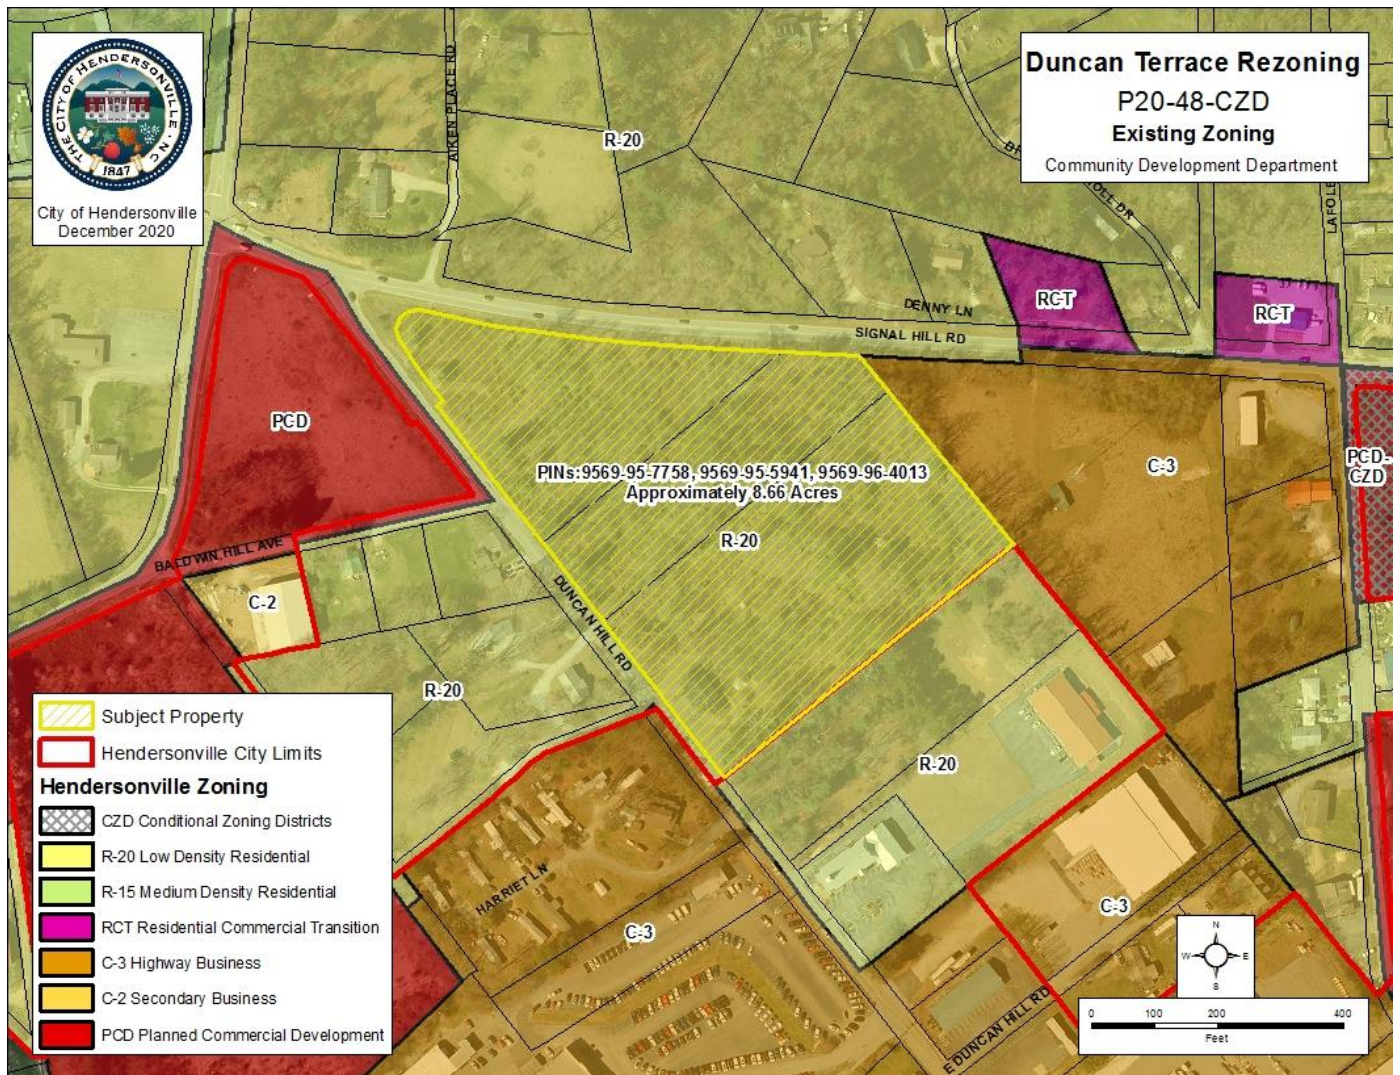 THE CITY OF HENDERSONVILLE, NC
1847
City of Hendersonville
December 2020
Duncan Terrace Rezoning
P20-48-CZD
Existing Zoning
Community Development Department
AIKEN PLACE RD
R-20
LAFOLE
DENNY LN
SIGNAL HILL RD
RCT
RCT
PCD
PINs:9569-95-7758, 9569-95-5941, 9569-96-4013
Approximately 8.66 Acres
R-20
C-3
PCD-
CZD
BALDWIN HILL AVE
C-2
DUNCAN HILL RD
R-20
R-20
HARRIET LN
C-3
C-3
E DUNCAN HILL RD
Subject Property
Hendersonville City Limits
Hendersonville Zoning
CZD Conditional Zoning Districts
R-20 Low Density Residential
R-15 Medium Density Residential
RCT Residential Commercial Transition
C-3 Highway Business
C-2 Secondary Business
PCD Planned Commercial Development
N
W E
S
0 100 200 400
Feet